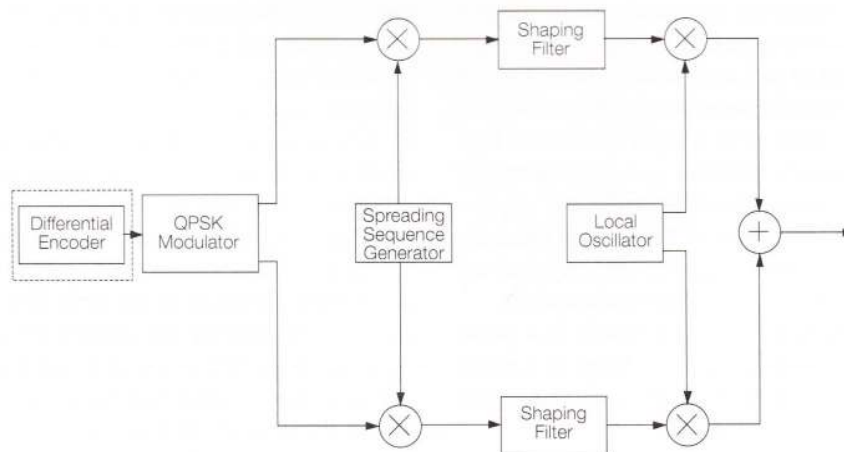 Shaping
Filter
Differential
Encoder
QPSK
Modulator
Spreading
Sequence
Generator
Local
Oscillator
Shaping
Filter